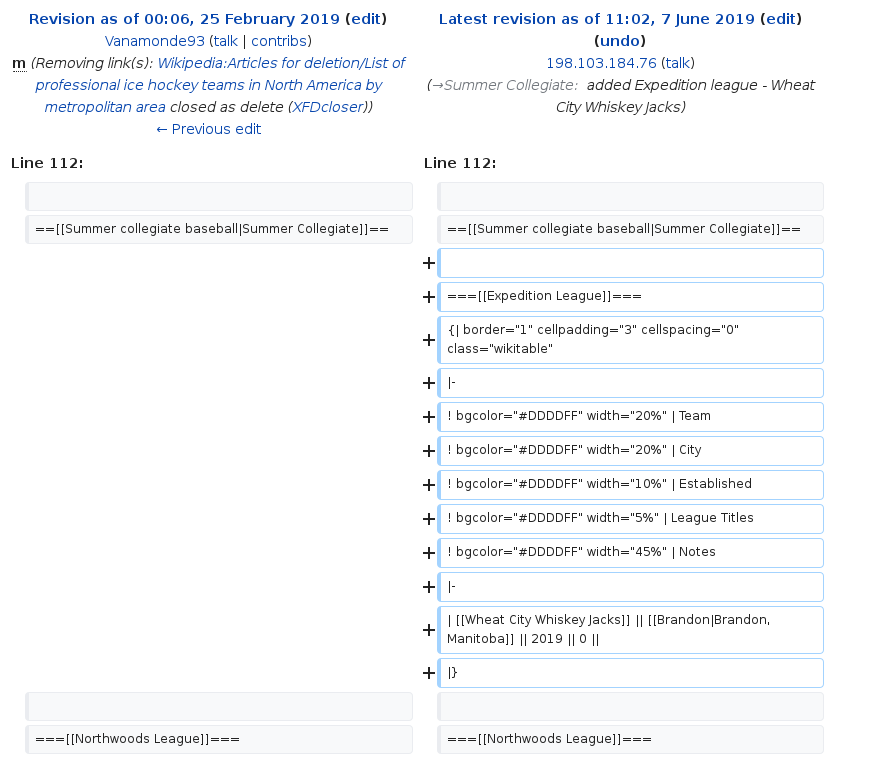 Revision as of 00:06, 25 February 2019 (edit)
Vanamonde93 (talk | contribs)
m (Removing link(s): Wikipedia:Articles for deletion/List of
professional ice hockey teams in North America by
metropolitan area closed as delete (XFDcloser))
← Previous edit
Latest revision as of 11:02, 7 June 2019 (edit)
(undo)
198.103.184.76 (talk)
(→Summer Collegiate: added Expedition league - Wheat
City Whiskey Jacks)
Line 112:
Line 112:
==[[Summer collegiate baseball|Summer Collegiate]]==
==[[Summer collegiate baseball|Summer Collegiate]]==
+
+ ===[[Expedition League]]===
+ {| border="1" cellpadding="3" cellspacing="0"
class="wikitable"
+ |-
+ ! bgcolor="#DDDDFF" width="20%" | Team
+ ! bgcolor="#DDDDFF" width="20%" | City
+ ! bgcolor="#DDDDFF" width="10%" | Established
+ ! bgcolor="#DDDDFF" width="5%" | League Titles
+ ! bgcolor="#DDDDFF" width="45%" | Notes
+ |-
+ | [[Wheat City Whiskey Jacks]] || [[Brandon|Brandon,
Manitoba]] || 2019 || 0 ||
+ |}
===[[Northwoods League]]===
===[[Northwoods League]]===